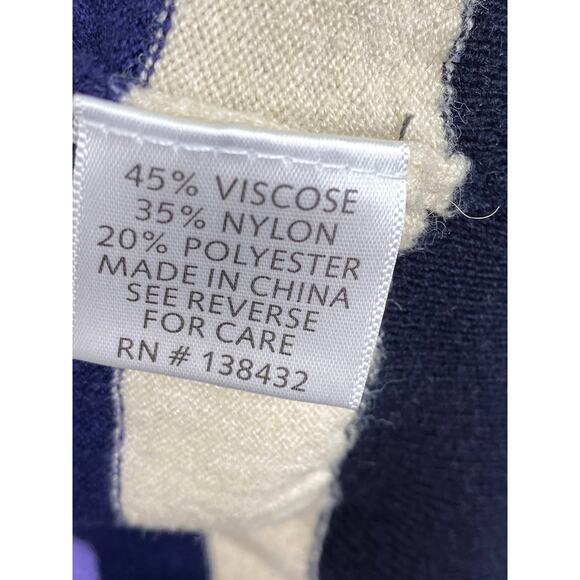 45% VISCOSE
35% NYLON
20% POLYESTER
MADE IN CHINA
SEE REVERSE
FOR CARE
RN # 138432